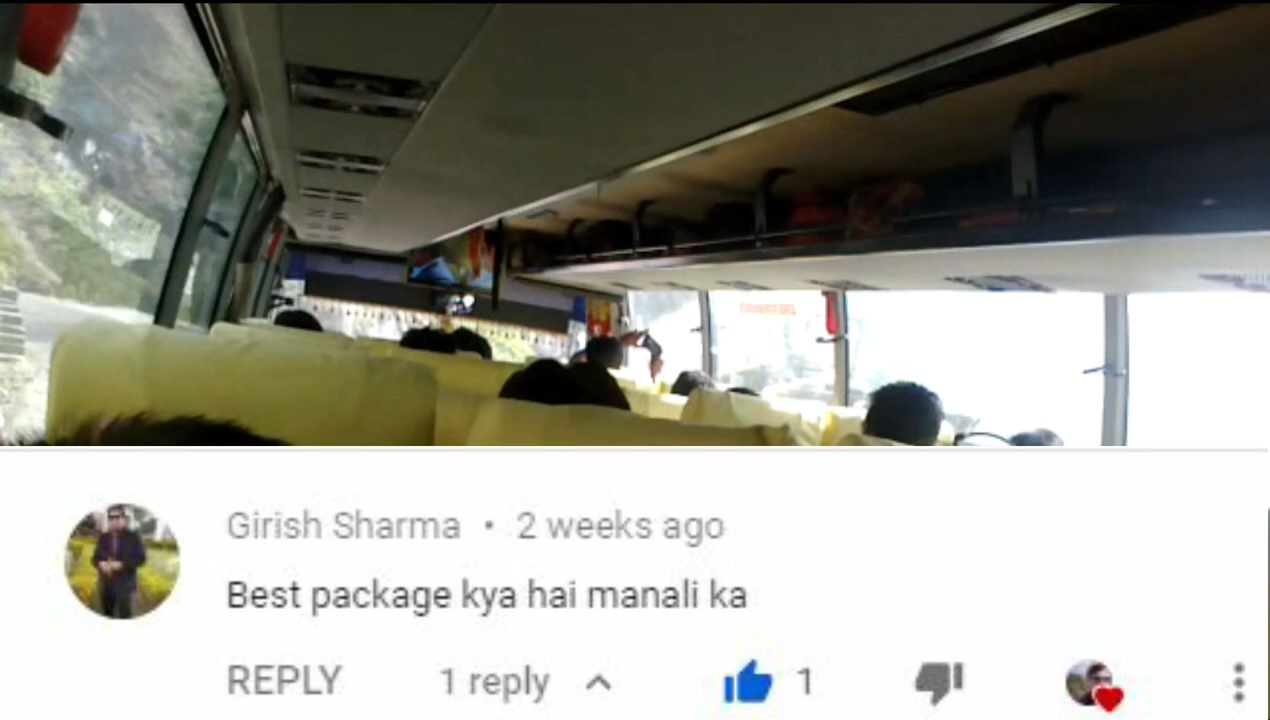 Girish Sharma • 2 weeks ago
Best package kya hai manali ka
REPLY 1 reply 1